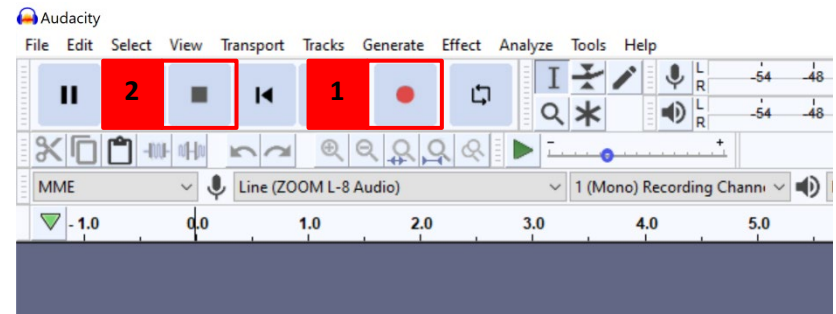 Audacity
File Edit Select View Transport Tracks Generate Effect Analyze Tools Help
2 1
L -54 -48
R
L -54 -48
R
- +
MME Line (ZOOM L-8 Audio) 1 (Mono) Recording Chann
- 1.0 0.0 1.0 2.0 3.0 4.0 5.0